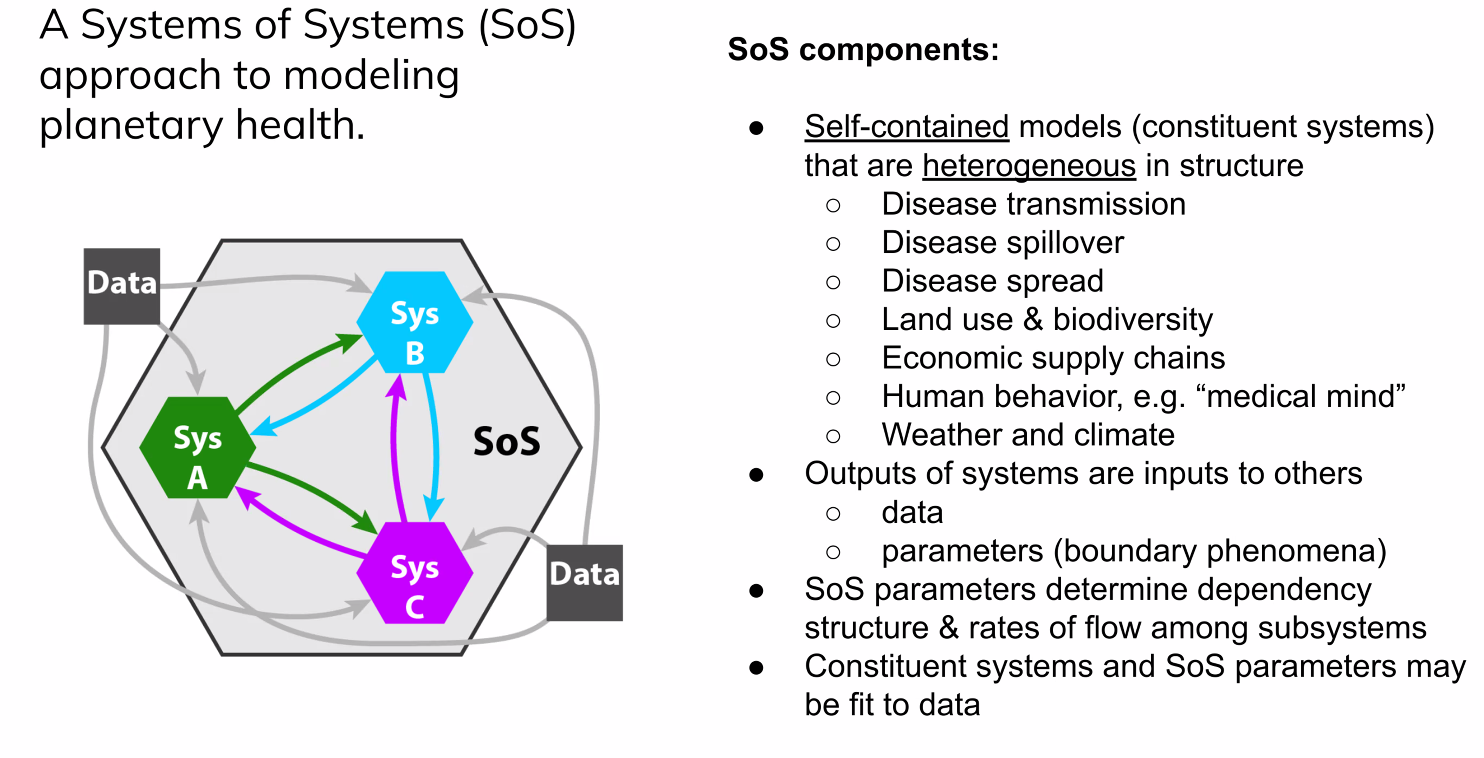 A Systems of Systems (SoS)
approach to modeling
planetary health.
Data
Sys
B
Sys
A
SoS
Sys
C
Data
SoS components:
● Self-contained models (constituent systems)
that are heterogeneous in structure
○ Disease transmission
○ Disease spillover
○ Disease spread
○ Land use & biodiversity
○ Economic supply chains
○ Human behavior, e.g. “medical mind”
○ Weather and climate
● Outputs of systems are inputs to others
○ data
○ parameters (boundary phenomena)
● SoS parameters determine dependency
structure & rates of flow among subsystems
● Constituent systems and SoS parameters may
be fit to data